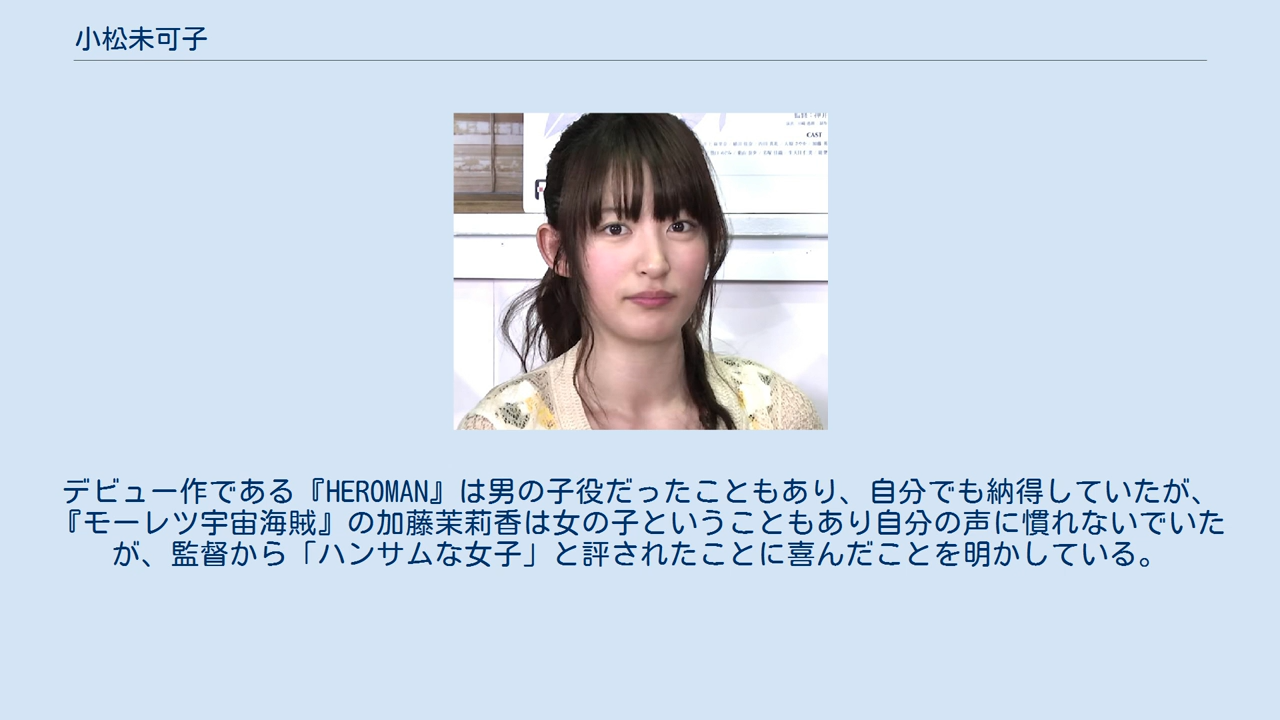 小松未可子
CAST
デビュー作である『HEROMAN』は男の子役だったこともあり、自分でも納得していたが、
『モーレツ宇宙海賊』の加藤茉莉香は女の子ということもあり自分の声に慣れないでいた
が、監督から「ハンサムな女子」と評されたことに喜んだことを明かしている。